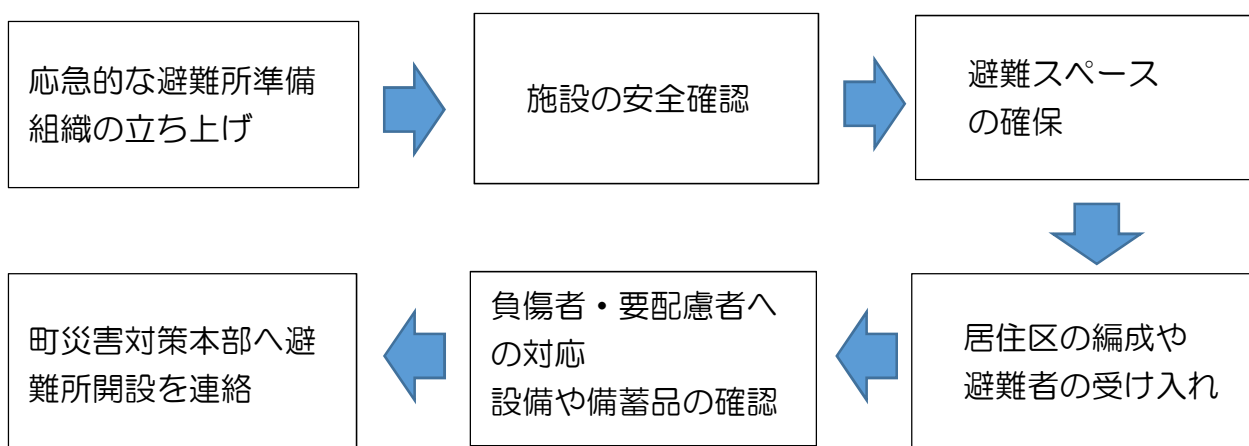 応急的な避難所準備
組織の立ち上げ
施設の安全確認
避難スペース
の確保
居住区の編成や
避難者の受け入れ
負傷者・要配慮者へ
の対応
設備や備蓄品の確認
町災害対策本部へ避
難所開設を連絡